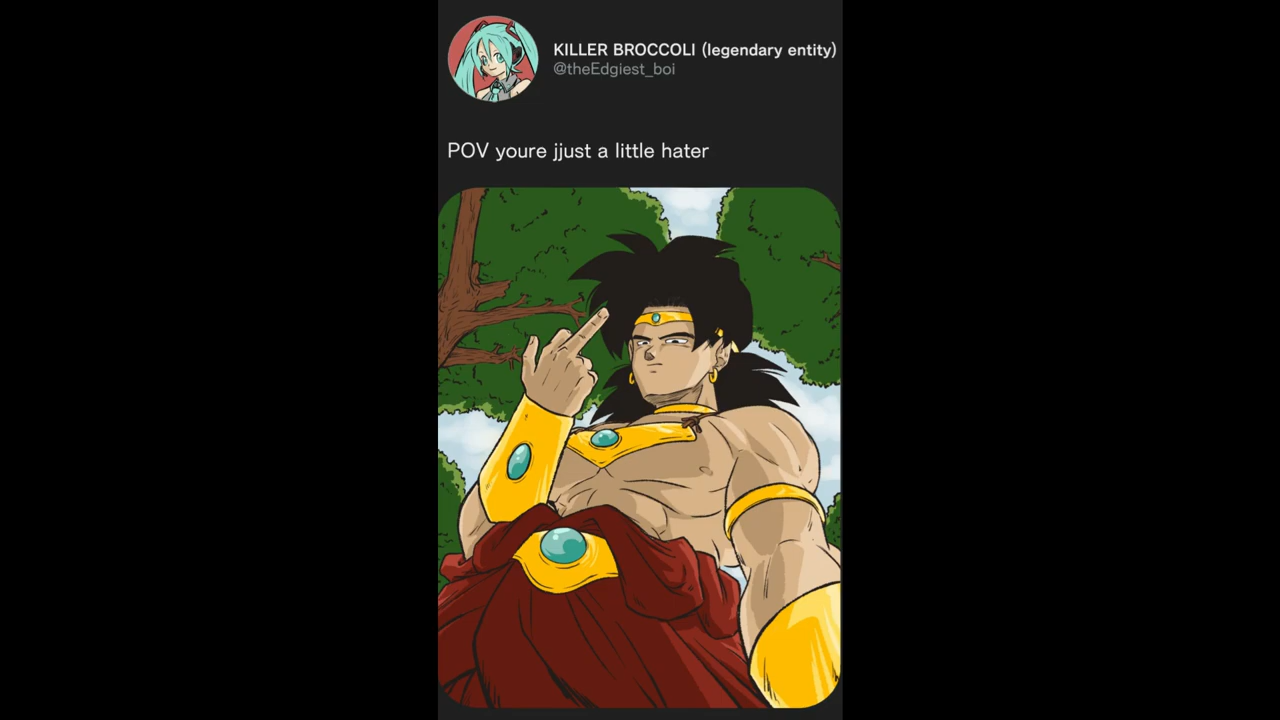 KILLER BROCCOLI (legendary entity)
@theEdgiest_boi
POV youre jjust a little hater